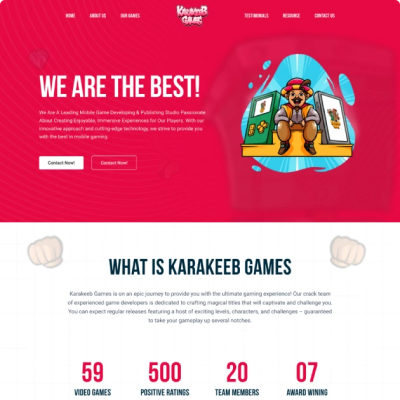 HOME ABOUT US OUR GAMES KARAKEEB GAMES TESTIMONIALS RESOURCE CONTACT US
WE ARE THE BEST!
We Are A Leading Mobile Game Developing & Publishing Studio Passionate
About Creating Enjoyable, Immersive Experiences For Our Players. With our
innovative approach and cutting-edge technology, we strive to provide you
with the best in mobile gaming.
Contact Now! Contact Now!
WHAT IS KARAKEEB GAMES
Karakeeb Games is on an epic journey to provide you with the ultimate gaming experience! Our crack team
of experienced game developers is dedicated to crafting magical titles that will captivate and challenge you.
You can expect regular releases featuring a host of exciting levels, characters, and challenges – guaranteed
to take your gameplay up several notches.
59 500 20 07
VIDEO GAMES POSITIVE RATINGS TEAM MEMBERS AWARD WINING